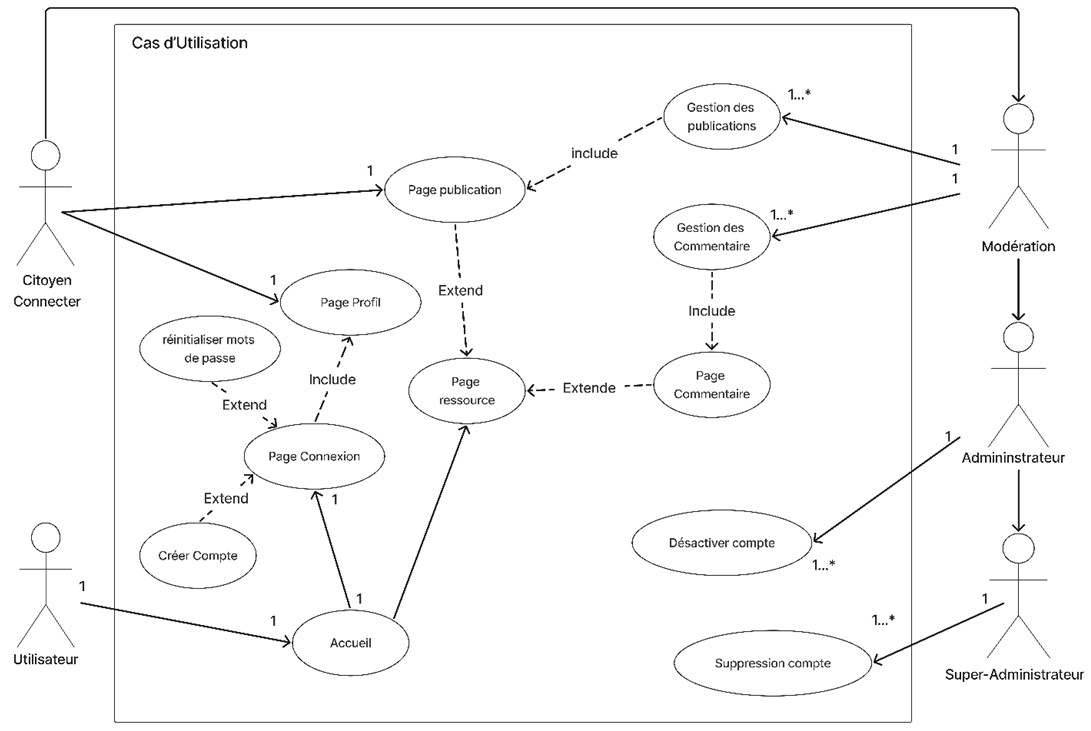 Cas d'Utilisation
Gestion des
publications
1...*
include
1
1
1
Page publication
Gestion des
Commentaire
1...*
Modération
Citoyen
Connecter
1
Page Profil
Extend
Include
réinitialiser mots
de passe
Include
Page
ressource
Extende
Page
Commentaire
Extend
Page Connexion
1
Admininstrateur
Extend
1
Créer Compte
Désactiver compte
1...*
Utilisateur
1
1
1
Accueil
1
1...*
Suppression compte
Super-Administrateur